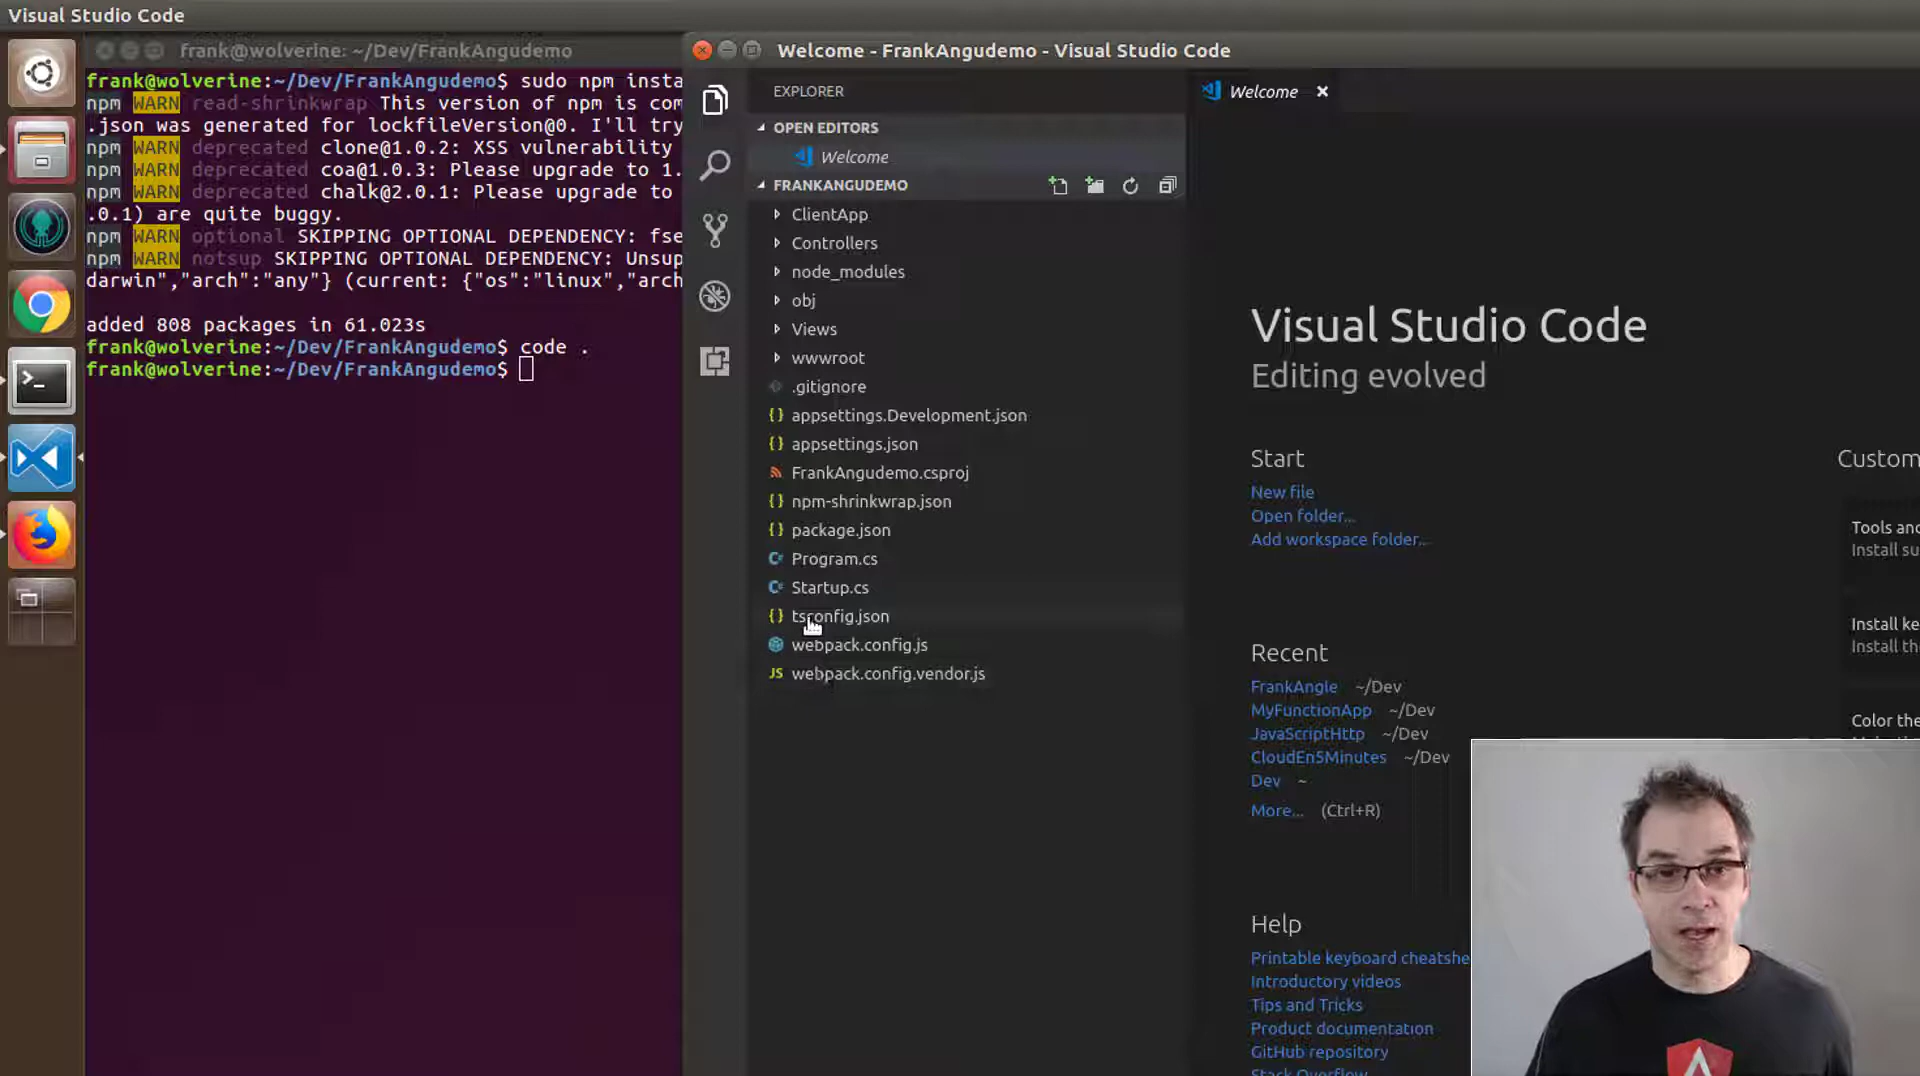 Visual Studio Code
frank@wolverine: ~/Dev/FrankAngudemo
frank@wolverine:~/Dev/FrankAngudemo$ sudo npm insta
npm WARN read-shrinkwrap This version of npm is com
.json was generated for lockfileVersion@0. I'll try
npm WARN deprecated clone@1.0.2: XSS vulnerability
npm WARN deprecated coa@1.0.3: Please upgrade to 1.
npm WARN deprecated chalk@2.0.1: Please upgrade to
.0.1) are quite buggy.
npm WARN optional SKIPPING OPTIONAL DEPENDENCY: fse
npm WARN notsup SKIPPING OPTIONAL DEPENDENCY: Unsup
darwin","arch":"any"} (current: {"os":"linux","arch
added 808 packages in 61.023s
frank@wolverine:~/Dev/FrankAngudemo$ code .
frank@wolverine:~/Dev/FrankAngudemo$
Welcome - FrankAngudemo - Visual Studio Code
EXPLORER
OPEN EDITORS
Welcome
FRANKANGUDEMO
ClientApp
Controllers
node_modules
obj
Views
wwwroot
.gitignore
appsettings.Development.json
appsettings.json
FrankAngudemo.csproj
npm-shrinkwrap.json
package.json
Program.cs
Startup.cs
tsconfig.json
webpack.config.js
JS webpack.config.vendor.js
Welcome
Visual Studio Code
Editing evolved
Start
New file
Open folder...
Add workspace folder...
Recent
FrankAngle ~/Dev
MyFunctionApp ~/Dev
JavaScriptHttp ~/Dev
CloudEn5Minutes ~/Dev
Dev ~
More... (Ctrl+R)
Help
Printable keyboard cheatshe
Introductory videos
Tips and Tricks
Product documentation
GitHub repository
Stack Overflow
Custom
Tools and
Install su
Install ke
Install the
Color the